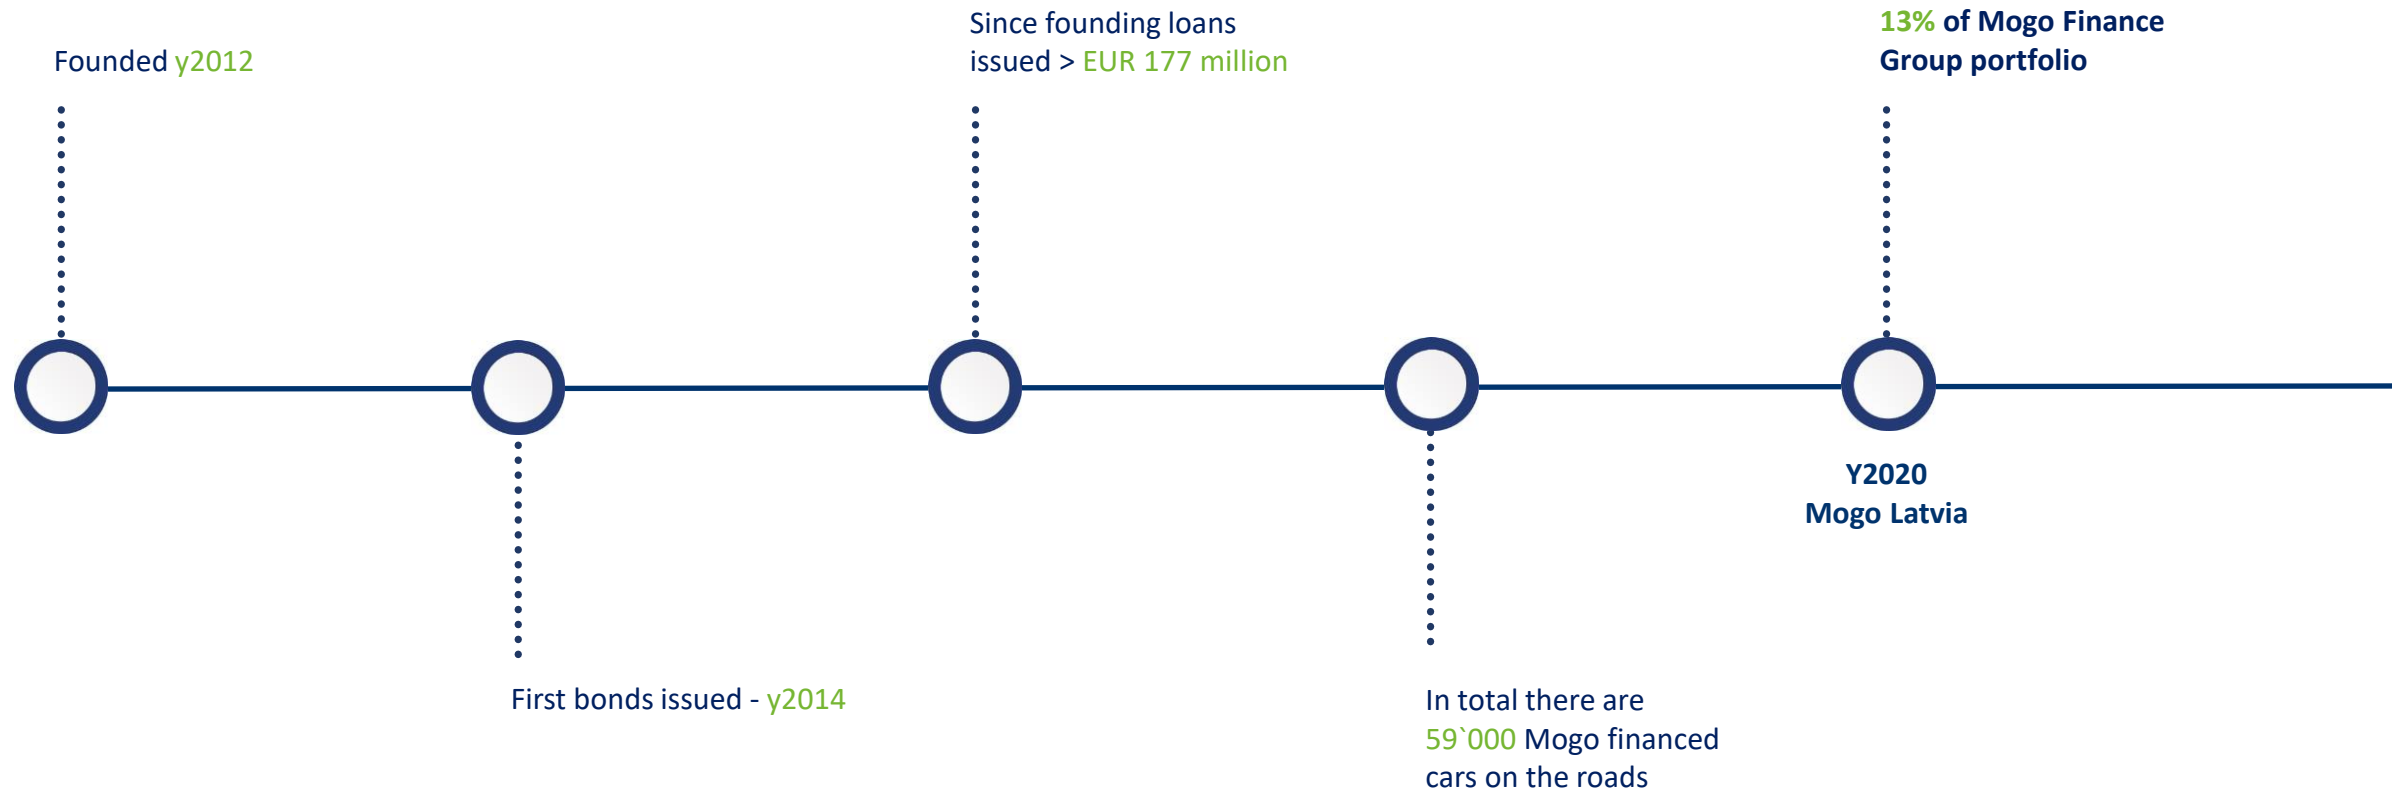 Founded y2012
First bonds issued - y2014
Since founding loans
issued > EUR 177 million
In total there are
59`000 Mogo financed
cars on the roads
13% of Mogo Finance
Group portfolio
Y2020
Mogo Latvia